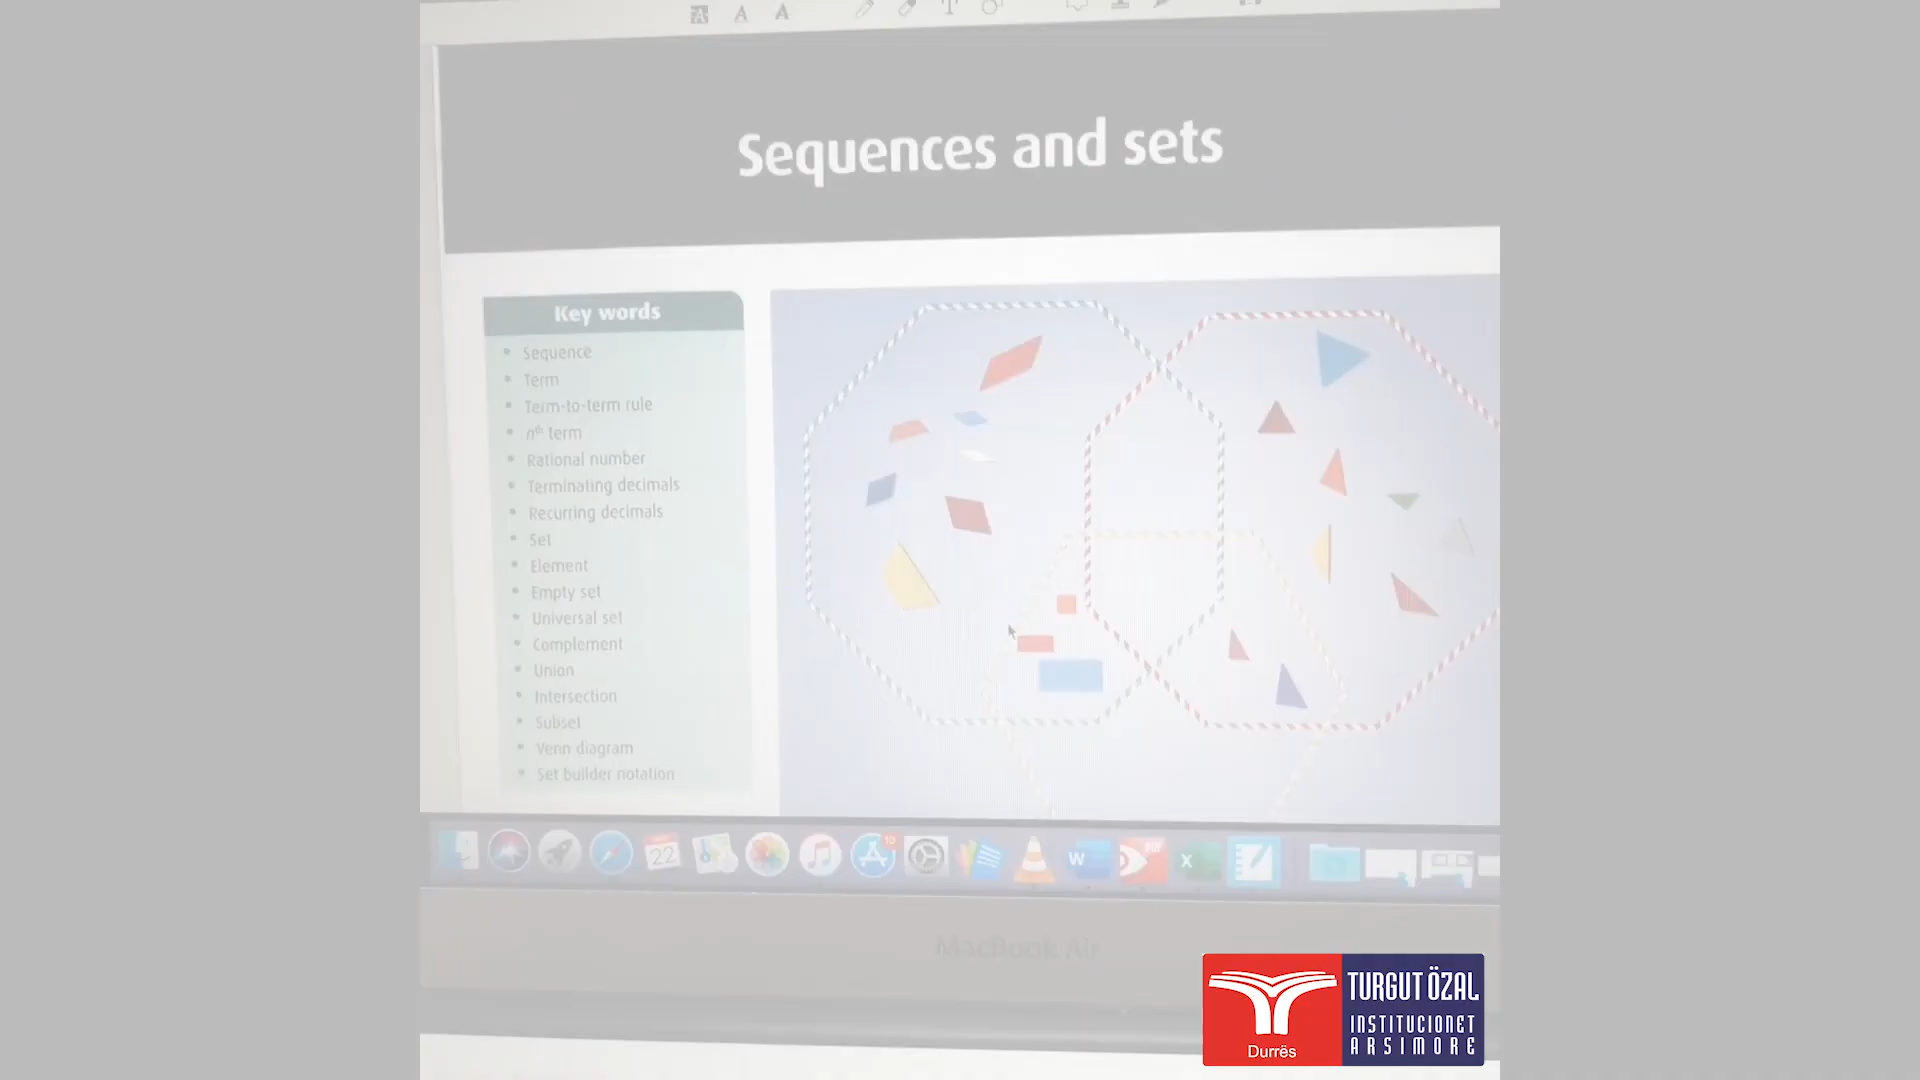 Sequences and sets
Key words
Sequence
Term
Term-to-term rule
nth term
Rational number
Terminating decimals
Recurring decimals
Set
Element
Empty set
Universal set
Complement
Union
Intersection
Subset
Venn diagram
Set builder notation
22
10
W
X
MacBook Air
TURGUT ÖZAL
INSTITUCIONET
ARSIMORE
Durrës